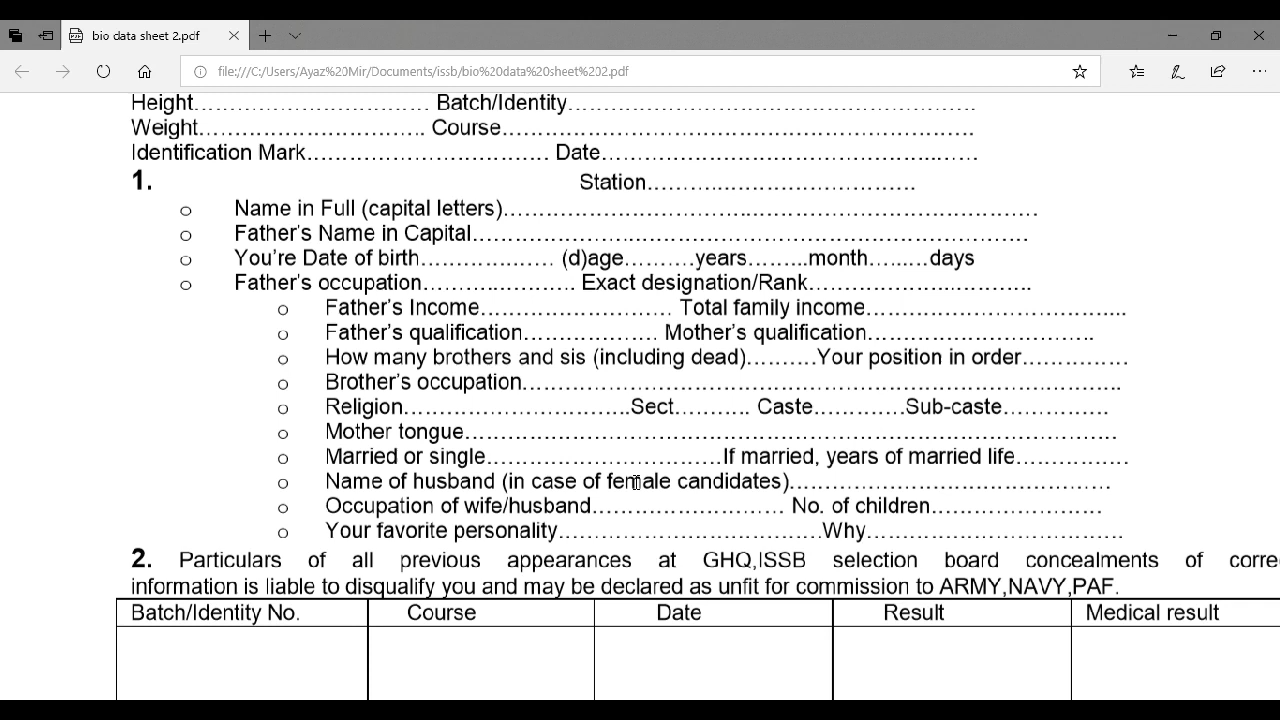 bio data sheet 2.pdf
file:///C:/Users/Ayaz%20Mir/Documents/issb/bio%20data%20sheet%202.pdf
Height.............................. Batch/Identity..............................................................
Weight............................. Course..................................................................
Identification Mark............................... Date......................................................
1. Station......................................
o Name in Full (capital letters)..............................................................................
o Father's Name in Capital..................................................................................
o You're Date of birth................... (d)age..........years.........month.........days
o Father's occupation...................... Exact designation/Rank................................
o Father's Income........................... Total family income.....................................
o Father's qualification................... Mother's qualification................................
o How many brothers and sis (including dead)..........Your position in order...............
o Brother's occupation.....................................................................................
o Religion................................Sect........... Caste.............Sub-caste...............
o Mother tongue.............................................................................................
o Married or single.................................If married, years of married life................
o Name of husband (in case of female candidates).............................................
o Occupation of wife/husband........................... No. of children........................
o Your favorite personality.....................................Why....................................
2. Particulars of all previous appearances at GHQ,ISSB selection board concealments of corre
information is liable to disqualify you and may be declared as unfit for commission to ARMY,NAVY,PAF.
Batch/Identity No. Course Date Result Medical result